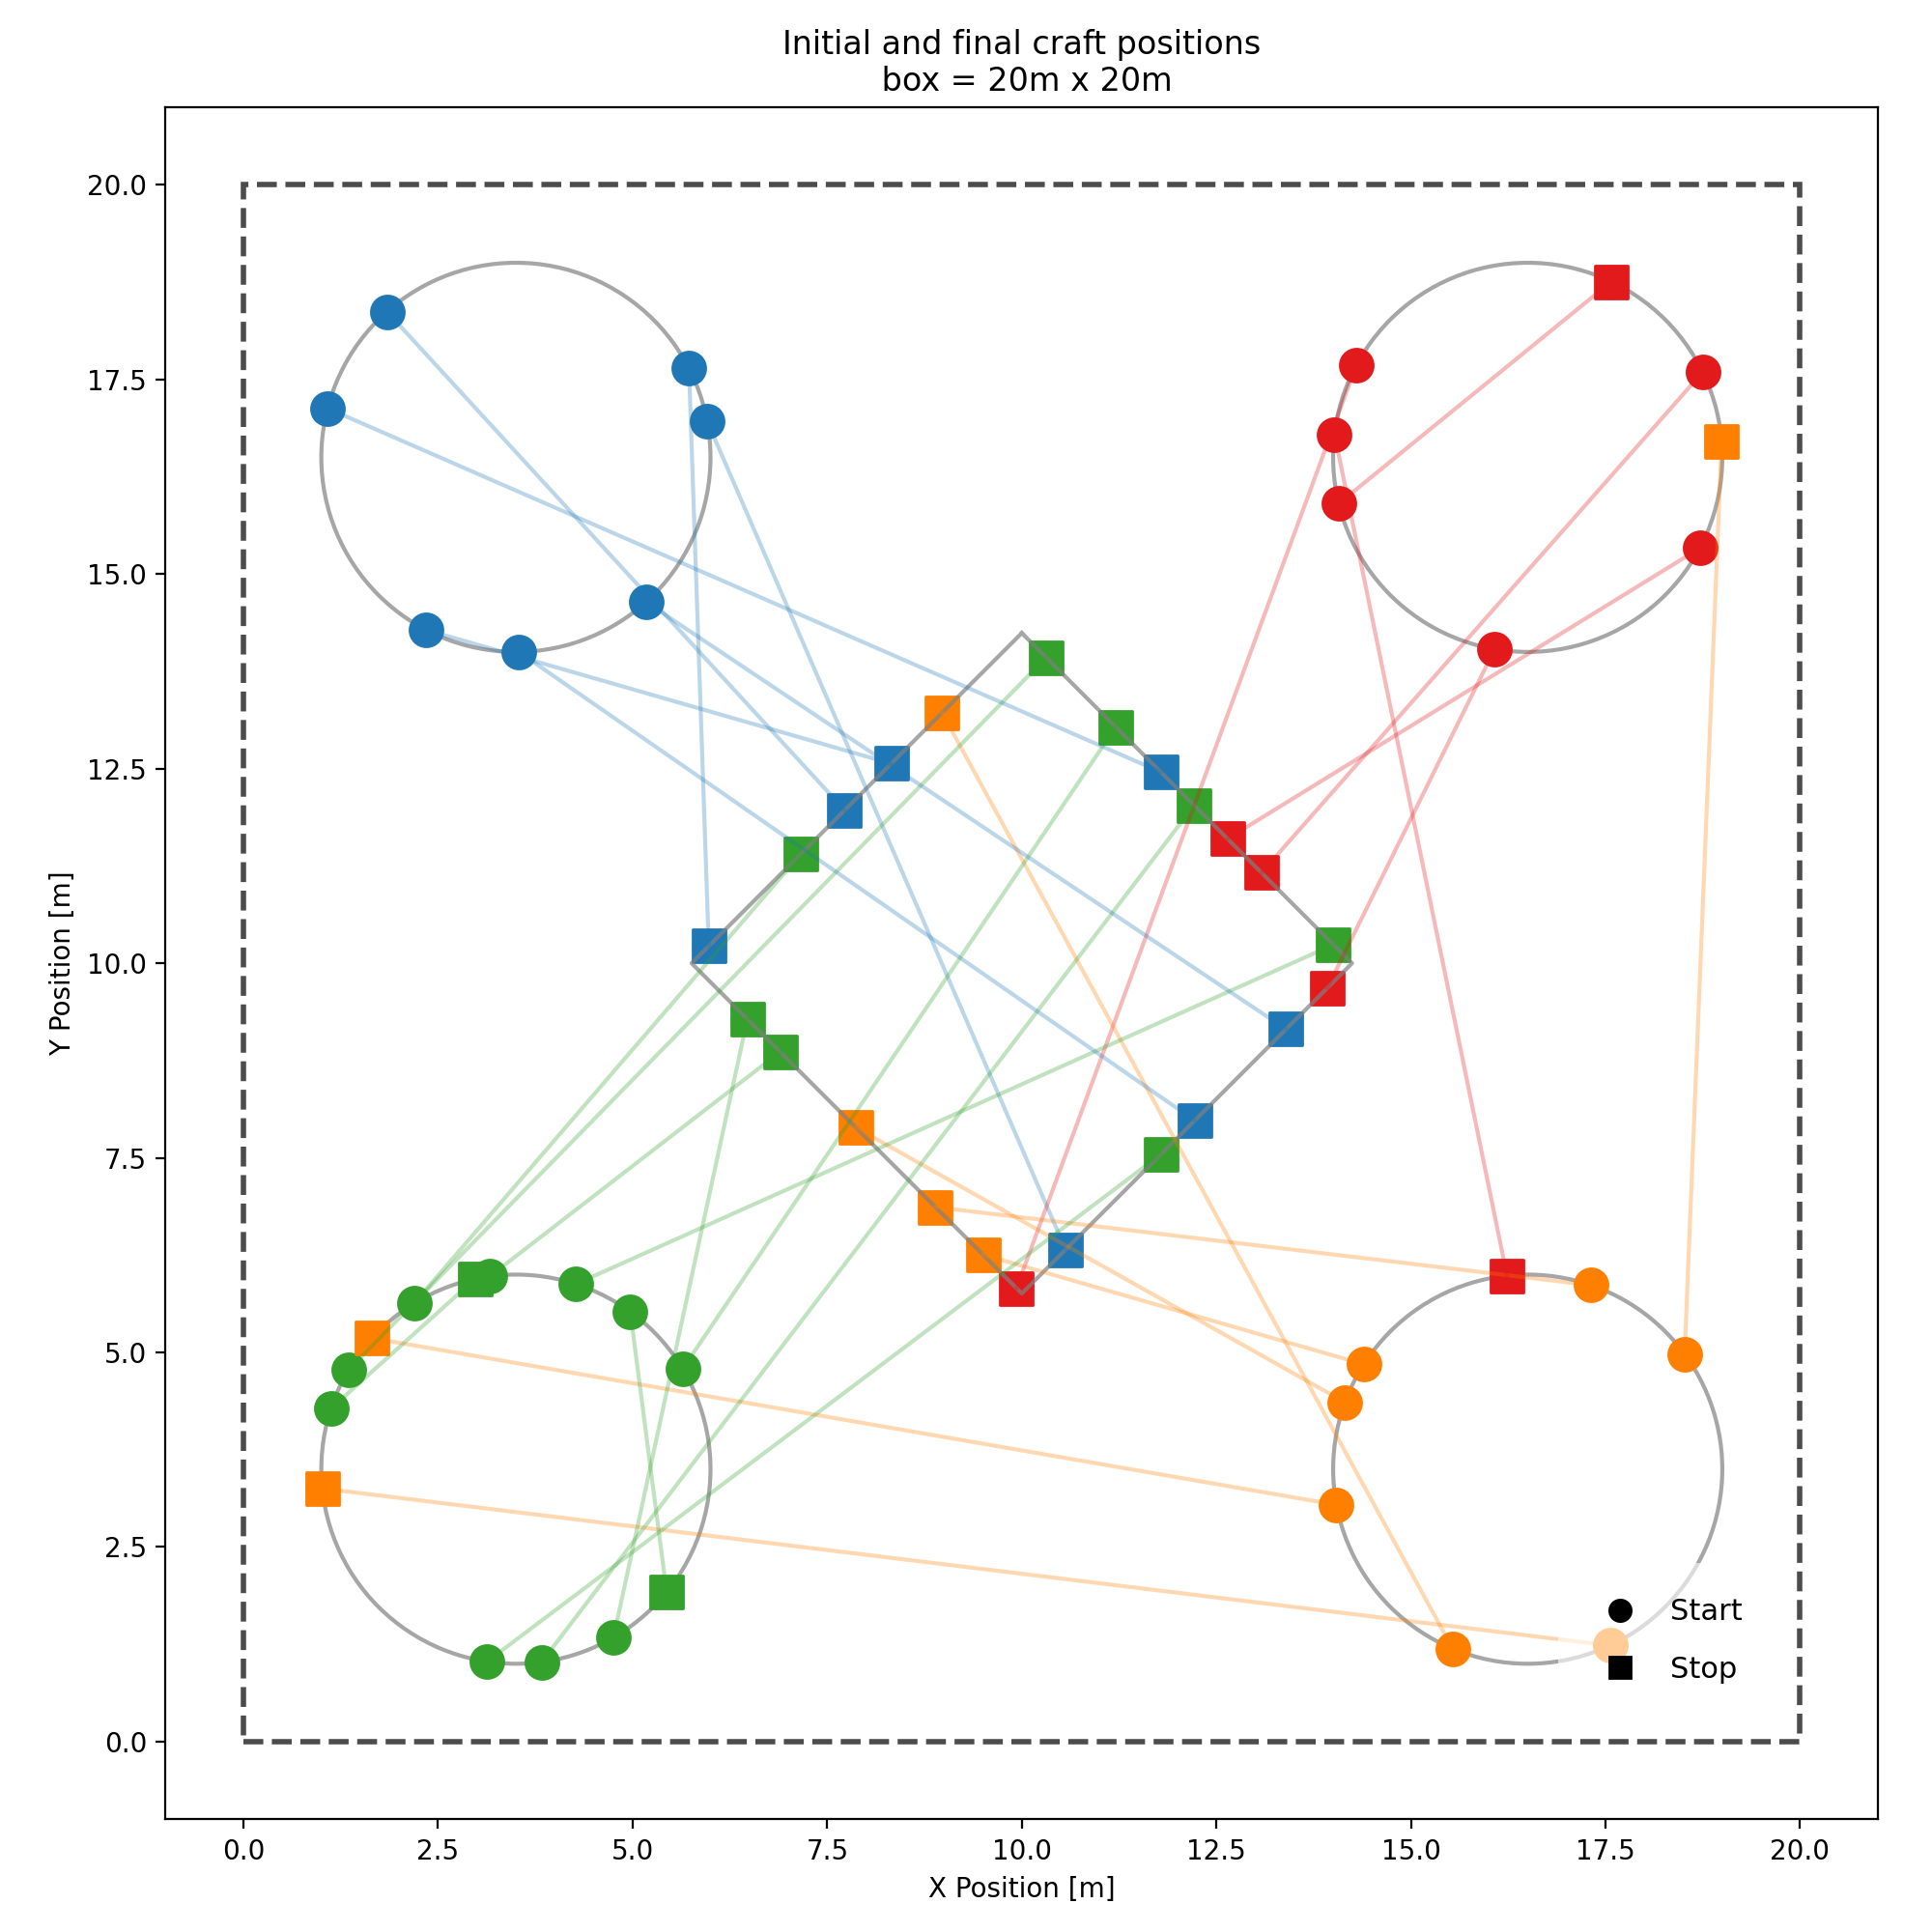 Initial and final craft positions
box = 20m x 20m
20.0
17.5
15.0
12.5
10.0
7.5
5.0
2.5
0.0
Y Position [m]
Start
Stop
0.0 2.5 5.0 7.5 10.0 12.5 15.0 17.5 20.0
X Position [m]